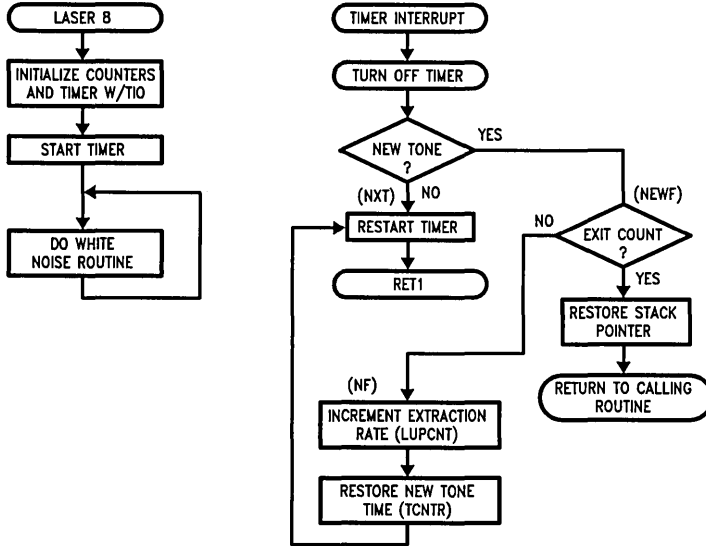 LASER 8
INITIALIZE COUNTERS
AND TIMER W/TIO
START TIMER
DO WHITE
NOISE ROUTINE
TIMER INTERRUPT
TURN OFF TIMER
NEW TONE
?
YES
(NXT)
NO
RESTART TIMER
RET1
(NEWF)
NO
EXIT COUNT
?
YES
RESTORE STACK
POINTER
RETURN TO CALLING
ROUTINE
(NF)
INCREMENT EXTRACTION
RATE (LUPCNT)
RESTORE NEW TONE
TIME (TCNTR)